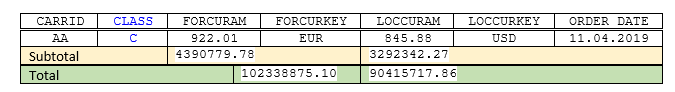 CARRID CLASS FORCURAM FORCURKEY LOCCURAM LOCCURKEY ORDER DATE
AA C 922.01 EUR 845.88 USD 11.04.2019
Subtotal 4390779.78 3292342.27
Total 102338875.10 90415717.86